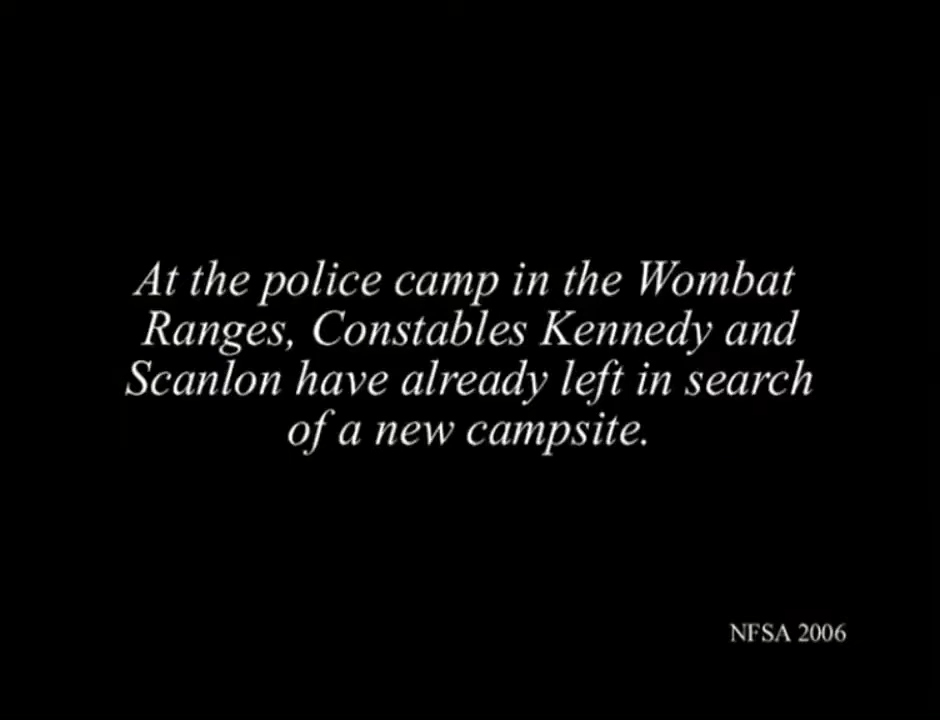 At the police camp in the Wombat
Ranges, Constables Kennedy and
Scanlon have already left in search
of a new campsite.
NFSA 2006